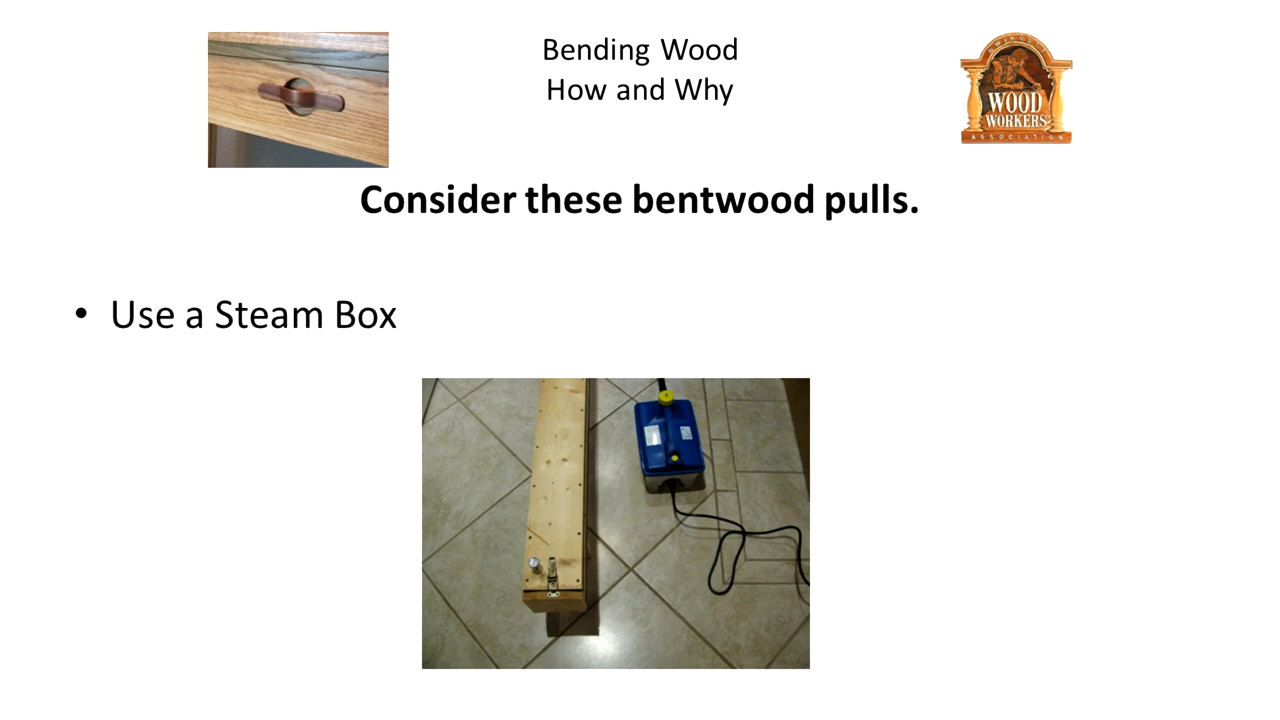 Bending Wood
How and Why
WOOD
WORKERS
ASSOCIATION
Consider these bentwood pulls.
• Use a Steam Box